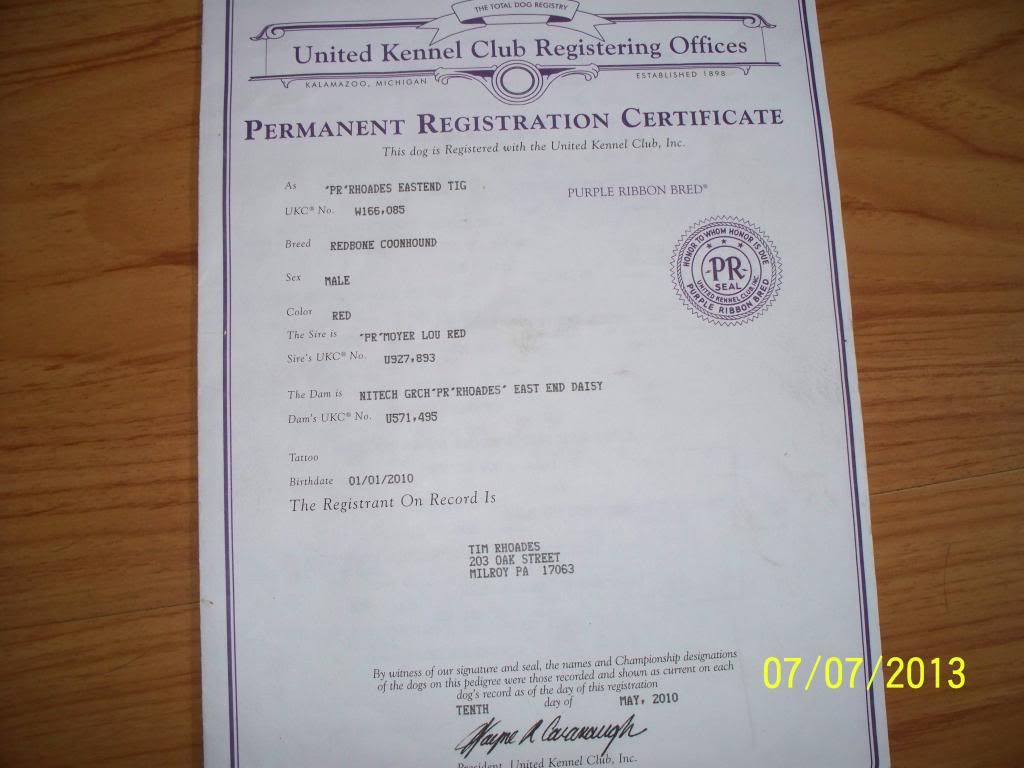 THE TOTAL DOG REGISTRY
United Kennel Club Registering Offices
KALAMAZOO, MICHIGAN ESTABLISHED 1898
PERMANENT REGISTRATION CERTIFICATE
This dog is Registered with the United Kennel Club, Inc.
As 'PR'RHOADES EASTEND TIG
PURPLE RIBBON BRED®
UKC® No. W166,085
Breed REDBONE COONHOUND
HONOR TO WHOM HONOR IS DUE
-PR-
SEAL
UNITED KENNEL CLUB, INC.
PURPLE RIBBON BRED
Sex MALE
Color RED
The Sire is 'PR'MOYER LOU RED
Sire's UKC® No. U927,893
The Dam is NITECH GRCH'PR'RHOADES' EAST END DAISY
Dam's UKC® No. U571,495
Tattoo
Birthdate 01/01/2010
The Registrant On Record Is
TIM RHOADES
203 OAK STREET
MILROY PA 17063
By witness of our signature and seal, the names and Championship designations
of the dogs on this pedigree were those recorded and shown as current on each
dog's record as of the day of this registration
TENTH day of MAY, 2010
Wayne R Cavanaugh
President, United Kennel Club, Inc.
07/07/2013